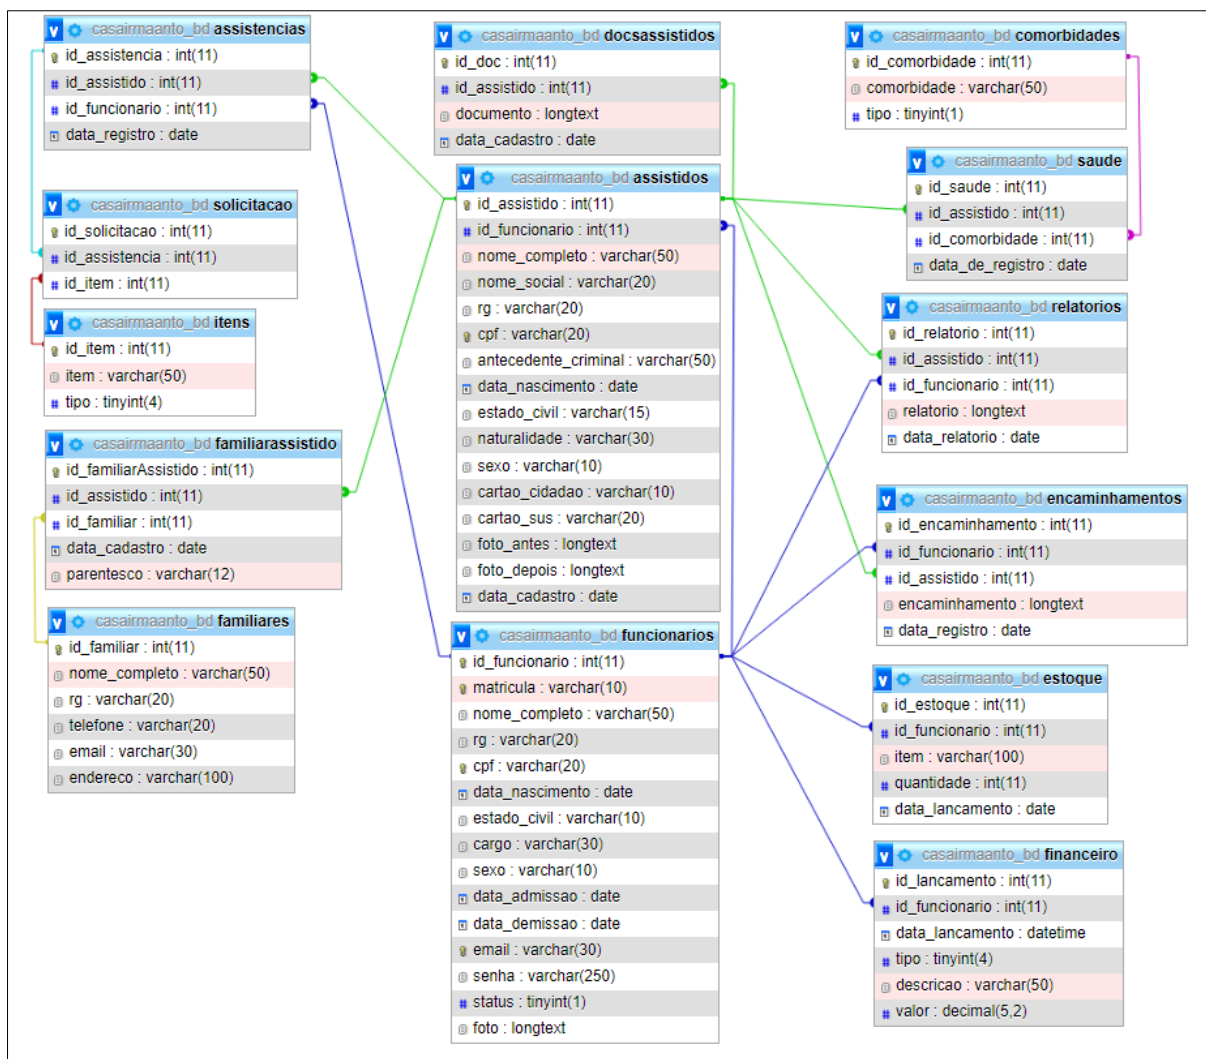 casairmaanto_bd assistencias
id_assistencia : int(11)
id_assistido : int(11)
id_funcionario : int(11)
data_registro : date
casairmaanto_bd solicitacao
id_solicitacao : int(11)
id_assistencia : int(11)
id_item : int(11)
casairmaanto_bd itens
id_item : int(11)
item : varchar(50)
tipo : tinyint(4)
casairmaanto_bd familiarassistido
id_familiarAssistido : int(11)
id_assistido : int(11)
id_familiar : int(11)
data_cadastro : date
parentesco : varchar(12)
casairmaanto_bd familiares
id_familiar : int(11)
nome_completo : varchar(50)
rg : varchar(20)
telefone : varchar(20)
email : varchar(30)
endereco : varchar(100)
casairmaanto_bd docsassistidos
id_doc : int(11)
id_assistido : int(11)
documento : longtext
data_cadastro : date
casairmaanto_bd assistidos
id_assistido : int(11)
id_funcionario : int(11)
nome_completo : varchar(50)
nome_social : varchar(20)
rg : varchar(20)
cpf : varchar(20)
antecedente_criminal : varchar(50)
data_nascimento : date
estado_civil : varchar(15)
naturalidade : varchar(30)
sexo : varchar(10)
cartao_cidadao : varchar(10)
cartao_sus : varchar(20)
foto_antes : longtext
foto_depois : longtext
data_cadastro : date
casairmaanto_bd funcionarios
id_funcionario : int(11)
matricula : varchar(10)
nome_completo : varchar(50)
rg : varchar(20)
cpf : varchar(20)
data_nascimento : date
estado_civil : varchar(10)
cargo : varchar(30)
sexo : varchar(10)
data_admissao : date
data_demissao : date
email : varchar(30)
senha : varchar(250)
status : tinyint(1)
foto : longtext
casairmaanto_bd comorbidades
id_comorbidade : int(11)
comorbidade : varchar(50)
tipo : tinyint(1)
casairmaanto_bd saude
id_saude : int(11)
id_assistido : int(11)
id_comorbidade : int(11)
data_de_registro : date
casairmaanto_bd relatorios
id_relatorio : int(11)
id_assistido : int(11)
id_funcionario : int(11)
relatorio : longtext
data_relatorio : date
casairmaanto_bd encaminhamentos
id_encaminhamento : int(11)
id_funcionario : int(11)
id_assistido : int(11)
encaminhamento : longtext
data_registro : date
casairmaanto_bd estoque
id_estoque : int(11)
id_funcionario : int(11)
item : varchar(100)
quantidade : int(11)
data_lancamento : date
casairmaanto_bd financeiro
id_lancamento : int(11)
id_funcionario : int(11)
data_lancamento : datetime
tipo : tinyint(4)
descricao : varchar(50)
valor : decimal(5,2)